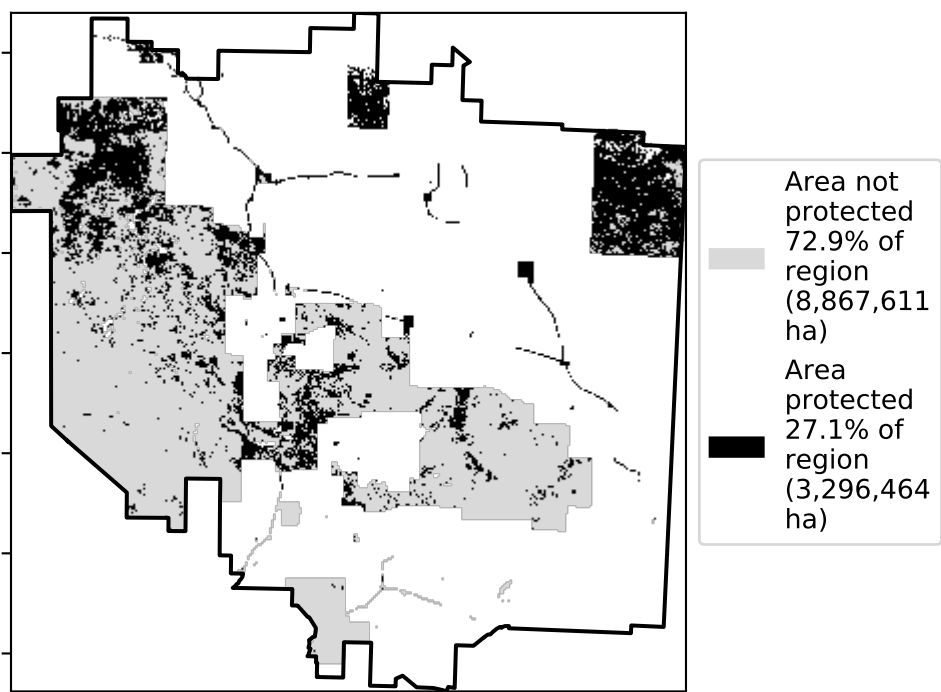 Area not
protected
72.9% of
region
(8,867,611
ha)
Area
protected
27.1% of
region
(3,296,464
ha)